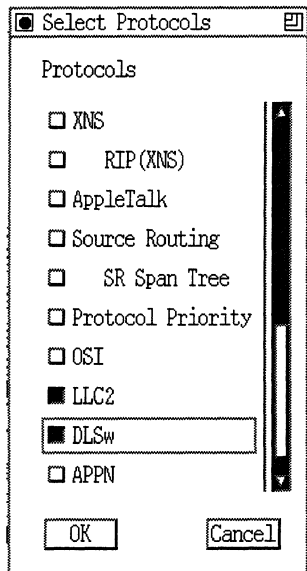 Select Protocols
Protocols
XNS
RIP(XNS)
AppleTalk
Source Routing
SR Span Tree
Protocol Priority
OSI
LLC2
DLSw
APPN
OK Cancel